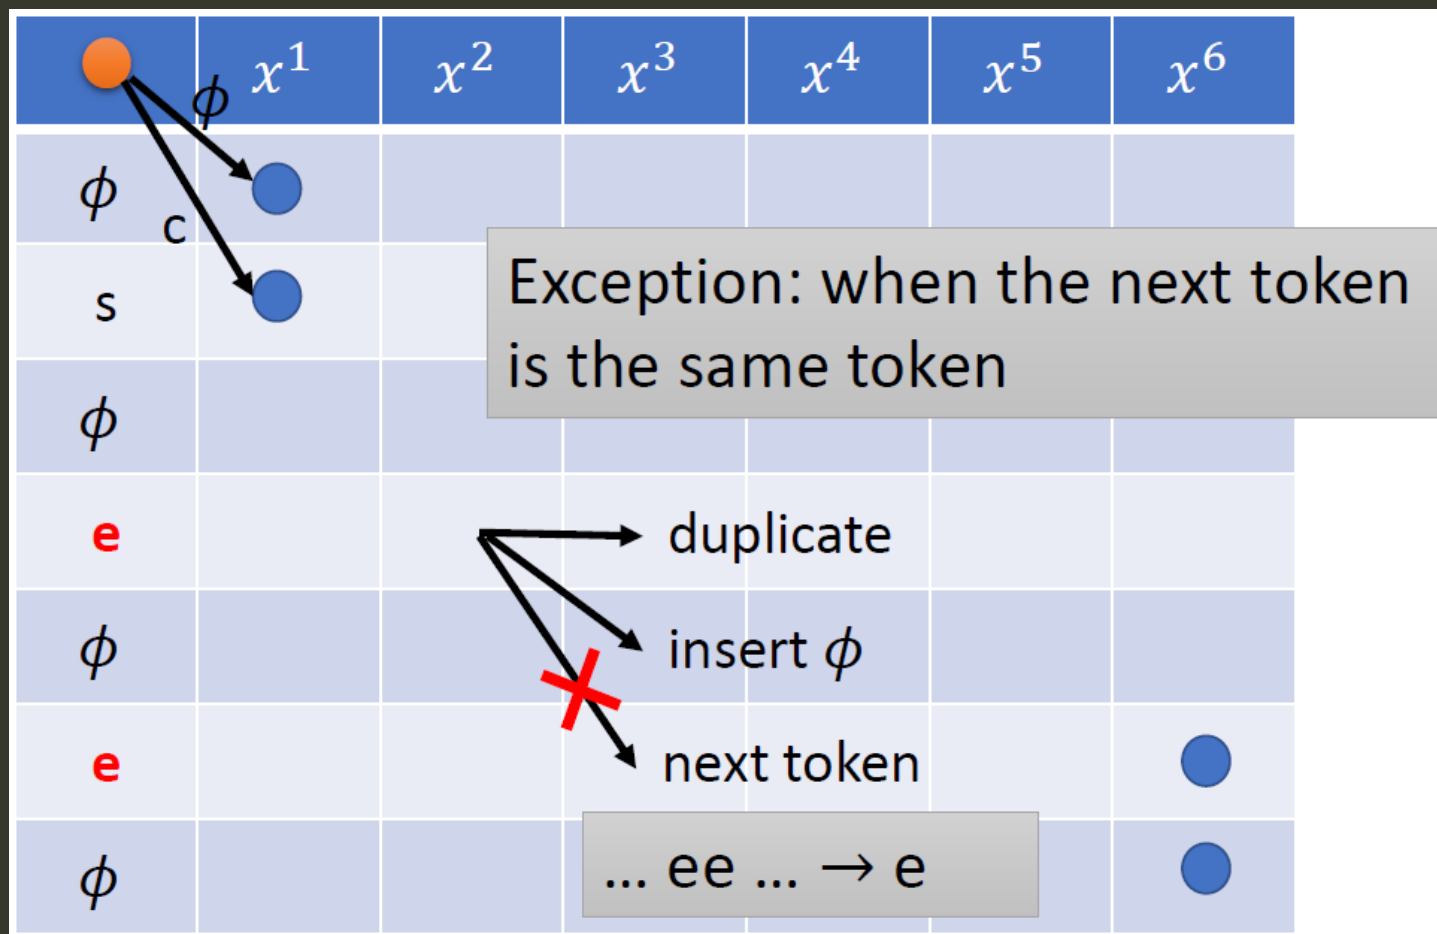 x¹ x² x³ x⁴ x⁵ x⁶
ϕ
ϕ
c
s
Exception: when the next token
is the same token
ϕ
e
duplicate
ϕ
insert ϕ
e
next token
ϕ
... ee ... → e